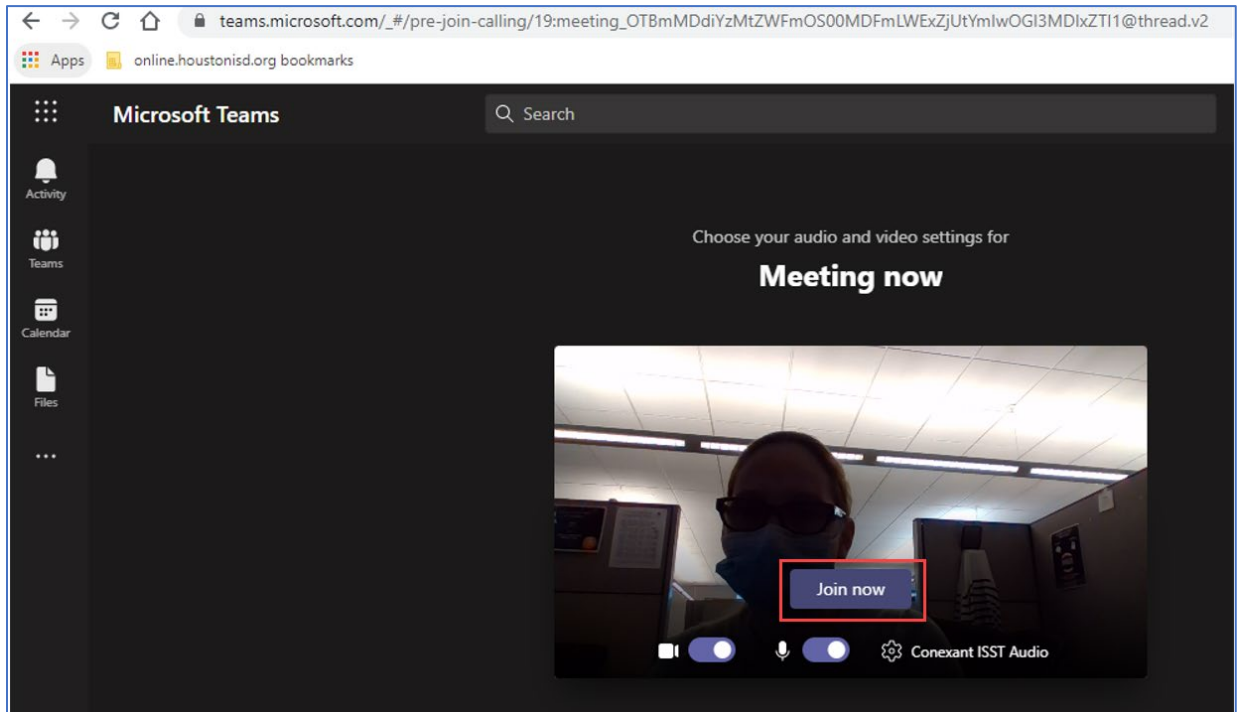 teams.microsoft.com/_#/pre-join-calling/19:meeting_OTBmMDdiYzMtZWFmOS00MDFmLWExZjUtYmIwOGI3MDIxZTI1@thread.v2
Apps online.houstonisd.org bookmarks
Microsoft Teams Search
Activity
Teams
Calendar
Files
Choose your audio and video settings for
Meeting now
Join now
Conexant ISST Audio